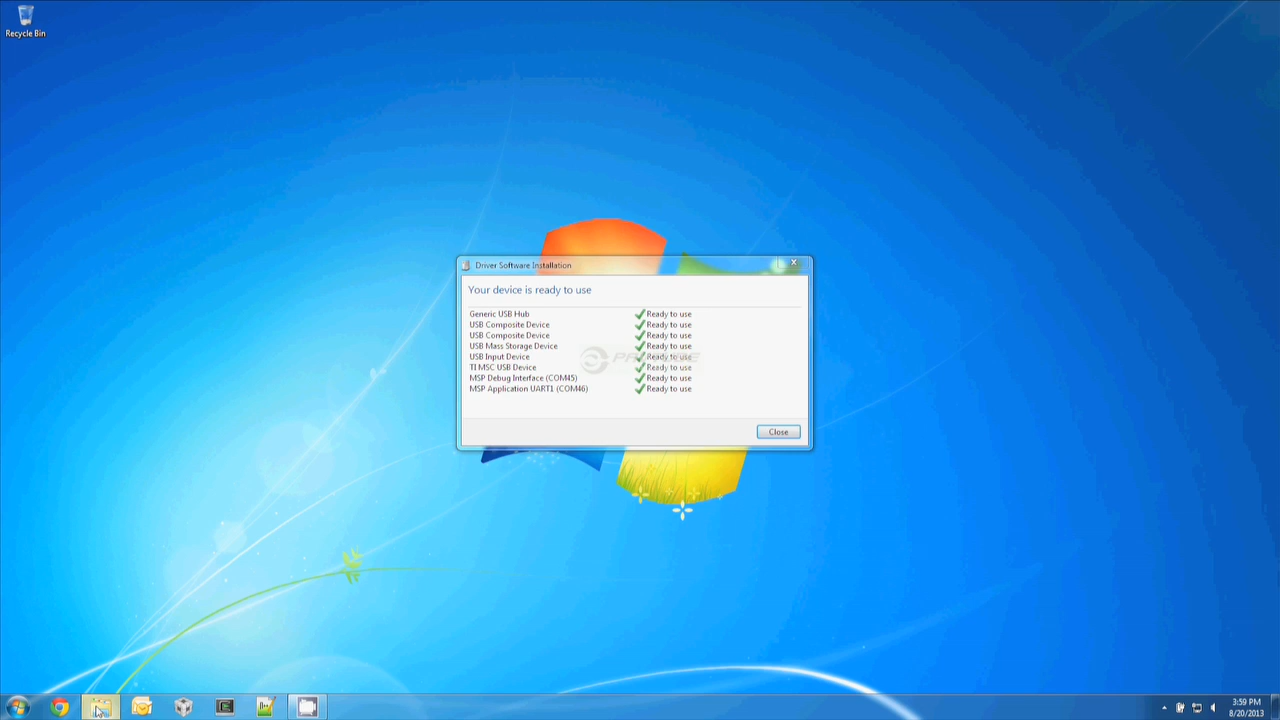 Recycle Bin
Driver Software Installation
Your device is ready to use
Generic USB Hub Ready to use
USB Composite Device Ready to use
USB Composite Device Ready to use
USB Mass Storage Device Ready to use
USB Input Device Ready to use
TI MSC USB Device Ready to use
MSP Debug Interface (COM45) Ready to use
MSP Application UART1 (COM46) Ready to use
Close
3:59 PM
8/20/2013